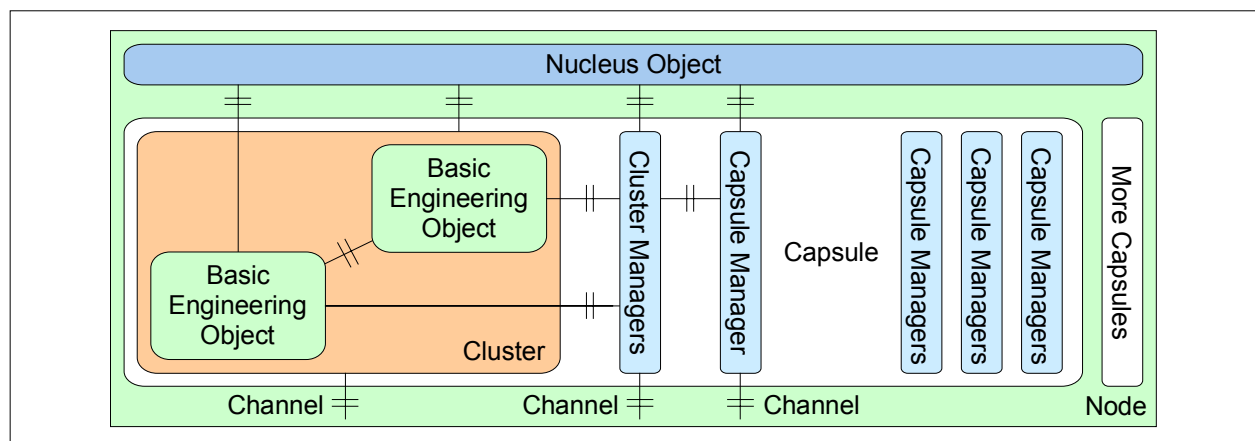 Nucleus Object
Basic
Engineering
Object
Basic
Engineering
Object
Cluster
Cluster Managers
Capsule Manager
Capsule
Capsule Managers
Capsule Managers
Capsule Managers
More Capsules
Channel
Channel
Channel
Node